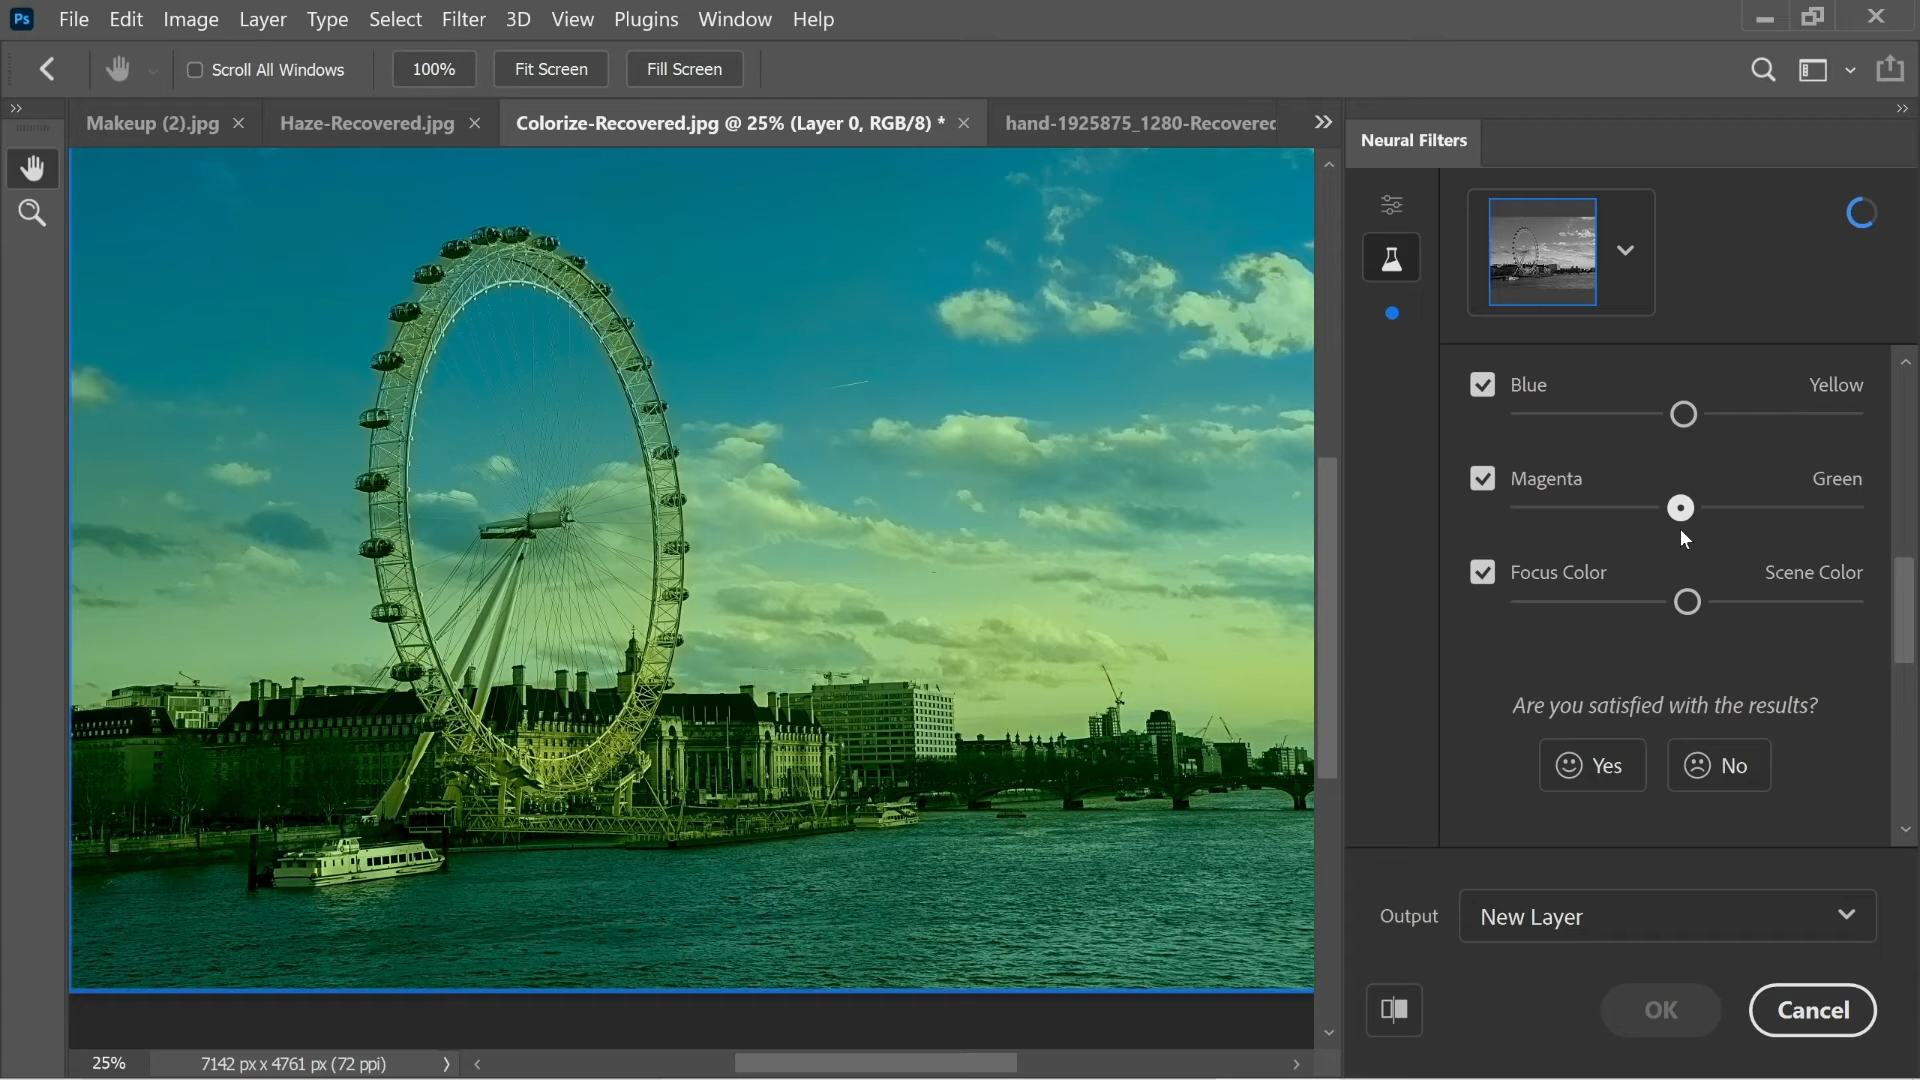 Ps File Edit Image Layer Type Select Filter 3D View Plugins Window Help
Scroll All Windows 100% Fit Screen Fill Screen
Makeup (2).jpg Haze-Recovered.jpg Colorize-Recovered.jpg @ 25% (Layer 0, RGB/8) * hand-1925875_1280-Recovered
Neural Filters
Blue Yellow
Magenta Green
Focus Color Scene Color
Are you satisfied with the results?
Yes No
Output New Layer
OK Cancel
25% 7142 px x 4761 px (72 ppi)